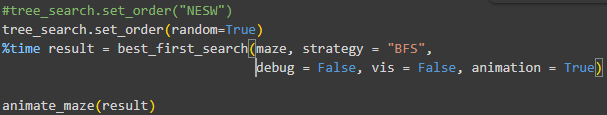 #tree_search.set_order("NESW")
tree_search.set_order(random=True)
%time result = best_first_search(maze, strategy = "BFS",
debug = False, vis = False, animation = True)
animate_maze(result)